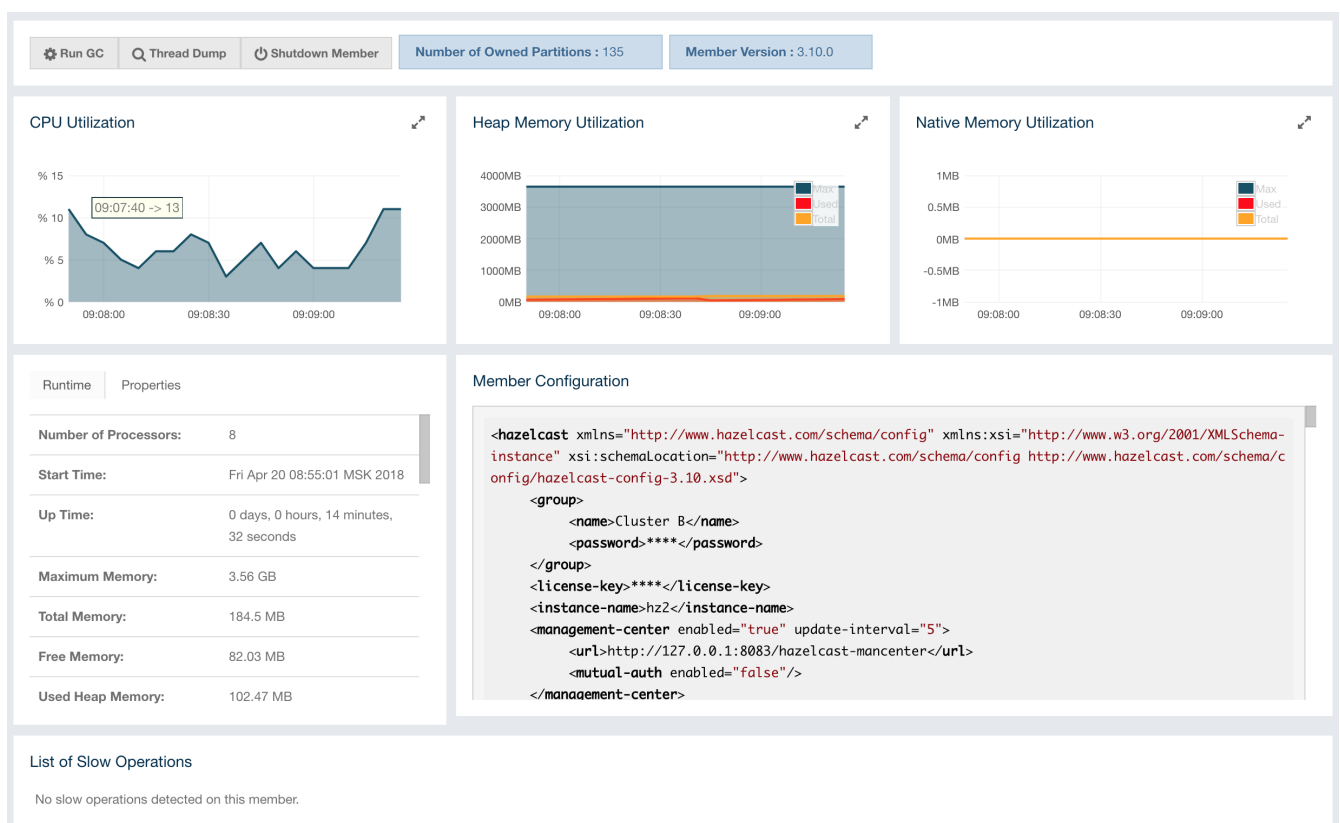 Run GC Thread Dump Shutdown Member Number of Owned Partitions : 135 Member Version : 3.10.0
CPU Utilization
% 15
% 10
% 5
% 0
09:07:40 -> 13
09:08:00 09:08:30 09:09:00
Heap Memory Utilization
4000MB
3000MB
2000MB
1000MB
0MB
Max
Used
Total
09:08:00 09:08:30 09:09:00
Native Memory Utilization
1MB
0.5MB
0MB
-0.5MB
-1MB
Max
Used
Total
09:08:00 09:08:30 09:09:00
Runtime Properties
Number of Processors: 8
Start Time: Fri Apr 20 08:55:01 MSK 2018
Up Time: 0 days, 0 hours, 14 minutes,
32 seconds
Maximum Memory: 3.56 GB
Total Memory: 184.5 MB
Free Memory: 82.03 MB
Used Heap Memory: 102.47 MB
Member Configuration
<hazelcast xmlns="http://www.hazelcast.com/schema/config" xmlns:xsi="http://www.w3.org/2001/XMLSchema-
instance" xsi:schemaLocation="http://www.hazelcast.com/schema/config http://www.hazelcast.com/schema/c
onfig/hazelcast-config-3.10.xsd">
<group>
<name>Cluster B</name>
<password>****</password>
</group>
<license-key>****</license-key>
<instance-name>hz2</instance-name>
<management-center enabled="true" update-interval="5">
<url>http://127.0.0.1:8083/hazelcast-mancenter</url>
<mutual-auth enabled="false"/>
</management-center>
List of Slow Operations
No slow operations detected on this member.